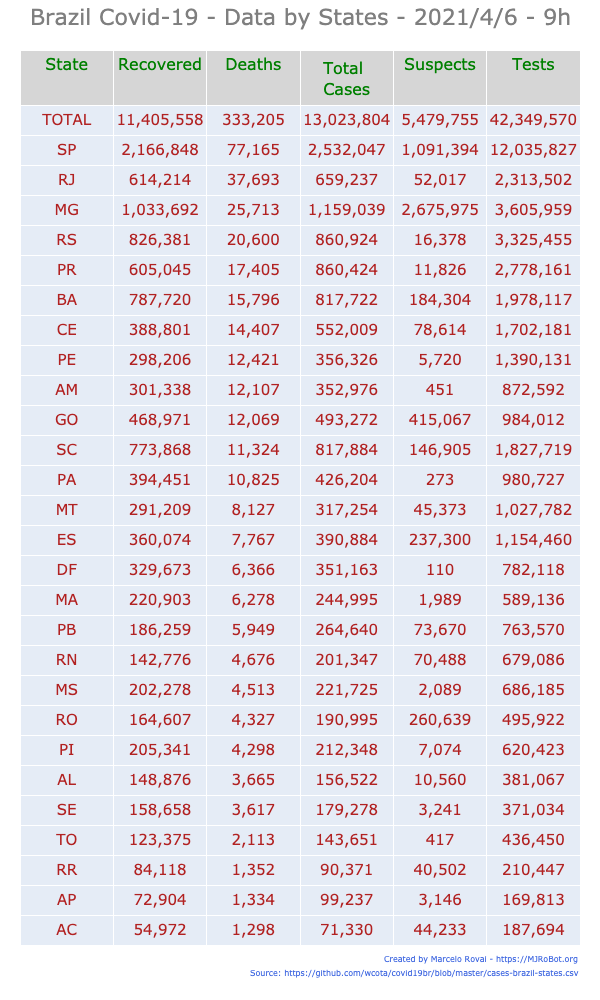 Brazil Covid-19 - Data by States - 2021/4/6 - 9h
State Recovered Deaths Total Cases Suspects Tests
TOTAL 11,405,558 333,205 13,023,804 5,479,755 42,349,570
SP 2,166,848 77,165 2,532,047 1,091,394 12,035,827
RJ 614,214 37,693 659,237 52,017 2,313,502
MG 1,033,692 25,713 1,159,039 2,675,975 3,605,959
RS 826,381 20,600 860,924 16,378 3,325,455
PR 605,045 17,405 860,424 11,826 2,778,161
BA 787,720 15,796 817,722 184,304 1,978,117
CE 388,801 14,407 552,009 78,614 1,702,181
PE 298,206 12,421 356,326 5,720 1,390,131
AM 301,338 12,107 352,976 451 872,592
GO 468,971 12,069 493,272 415,067 984,012
SC 773,868 11,324 817,884 146,905 1,827,719
PA 394,451 10,825 426,204 273 980,727
MT 291,209 8,127 317,254 45,373 1,027,782
ES 360,074 7,767 390,884 237,300 1,154,460
DF 329,673 6,366 351,163 110 782,118
MA 220,903 6,278 244,995 1,989 589,136
PB 186,259 5,949 264,640 73,670 763,570
RN 142,776 4,676 201,347 70,488 679,086
MS 202,278 4,513 221,725 2,089 686,185
RO 164,607 4,327 190,995 260,639 495,922
PI 205,341 4,298 212,348 7,074 620,423
AL 148,876 3,665 156,522 10,560 381,067
SE 158,658 3,617 179,278 3,241 371,034
TO 123,375 2,113 143,651 417 436,450
RR 84,118 1,352 90,371 40,502 210,447
AP 72,904 1,334 99,237 3,146 169,813
AC 54,972 1,298 71,330 44,233 187,694
Created by Marcelo Rovai - https://MJRoBot.org
Source: https://github.com/wcota/covid19br/blob/master/cases-brazil-states.csv